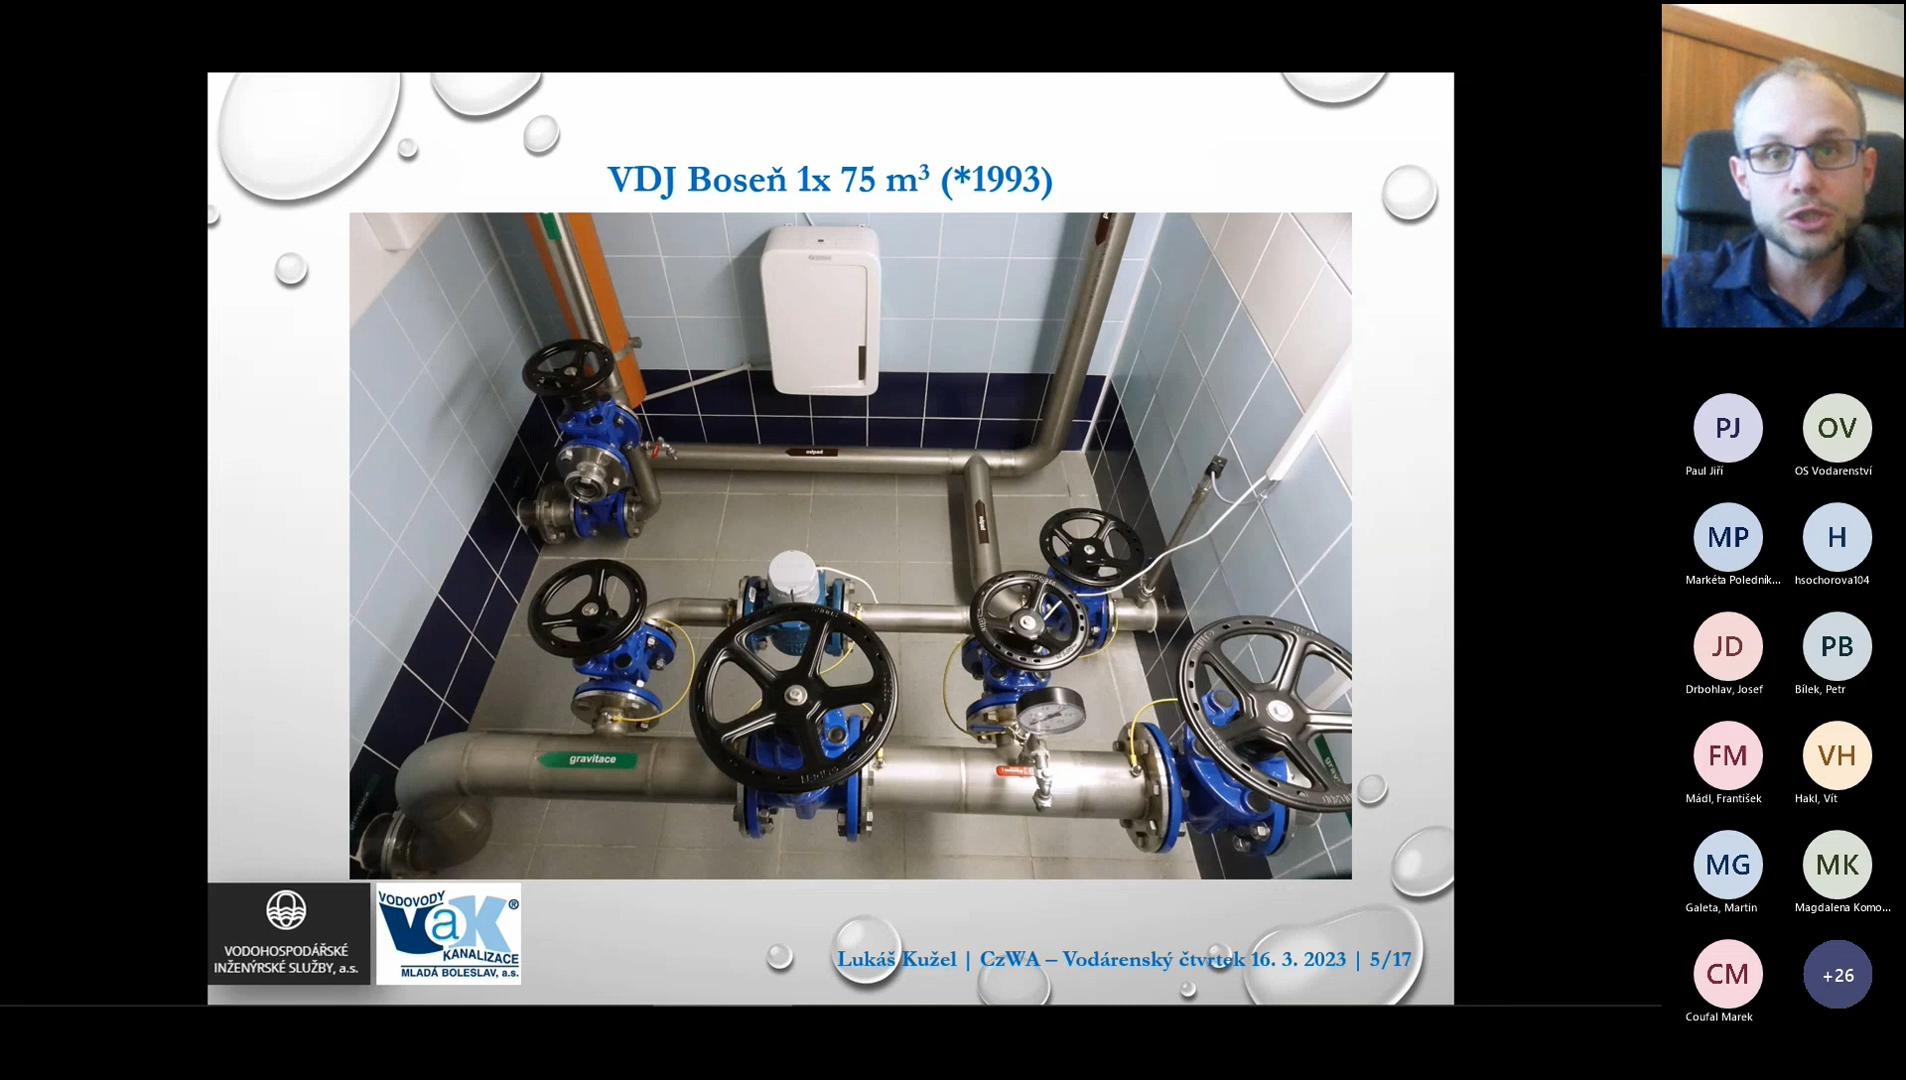 VDJ Boseň 1x 75 m³ (*1993)
odpad
odpad
gravitace
VODOHOSPODÁŘSKÉ
INŽENÝRSKÉ SLUŽBY, a.s.
VODOVODY
VaK®
KANALIZACE
MLADÁ BOLESLAV, a.s.
Lukáš Kužel | CzWA – Vodárenský čtvrtek 16. 3. 2023 | 5/17
PJ
Paul Jiří
OV
OS Vodarenství
MP
Markéta Poledník...
H
hsochorova104
JD
Drbohlav, Josef
PB
Bílek, Petr
FM
Mádl, František
VH
Hakl, Vít
MG
Galeta, Martin
MK
Magdalena Komo...
CM
Coufal Marek
+26